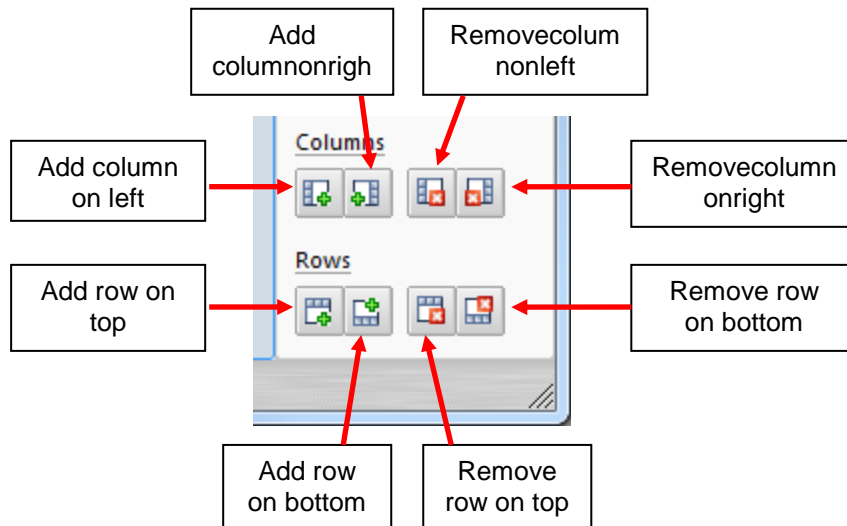 Add
columnonrigh
Removecolum
nonleft
Add column
on left
Columns
Removecolumn
onright
Add row on
top
Rows
Remove row
on bottom
Add row
on bottom
Remove
row on top